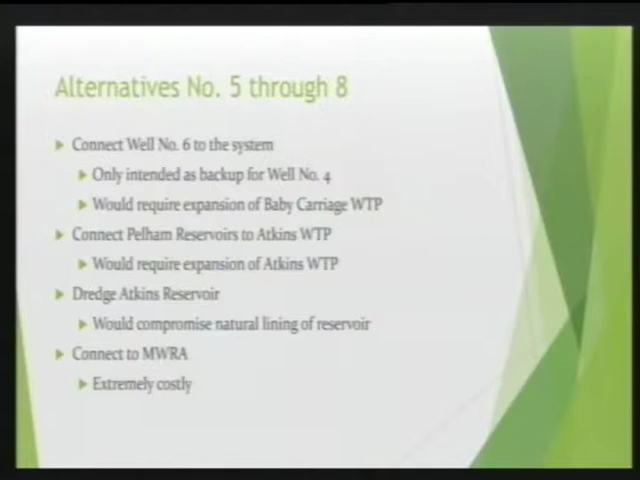 Alternatives No. 5 through 8
Connect Well No. 6 to the system
Only intended as backup for Well No. 4
Would require expansion of Baby Carriage WTP
Connect Pelham Reservoirs to Atkins WTP
Would require expansion of Atkins WTP
Dredge Atkins Reservoir
Would compromise natural lining of reservoir
Connect to MWRA
Extremely costly